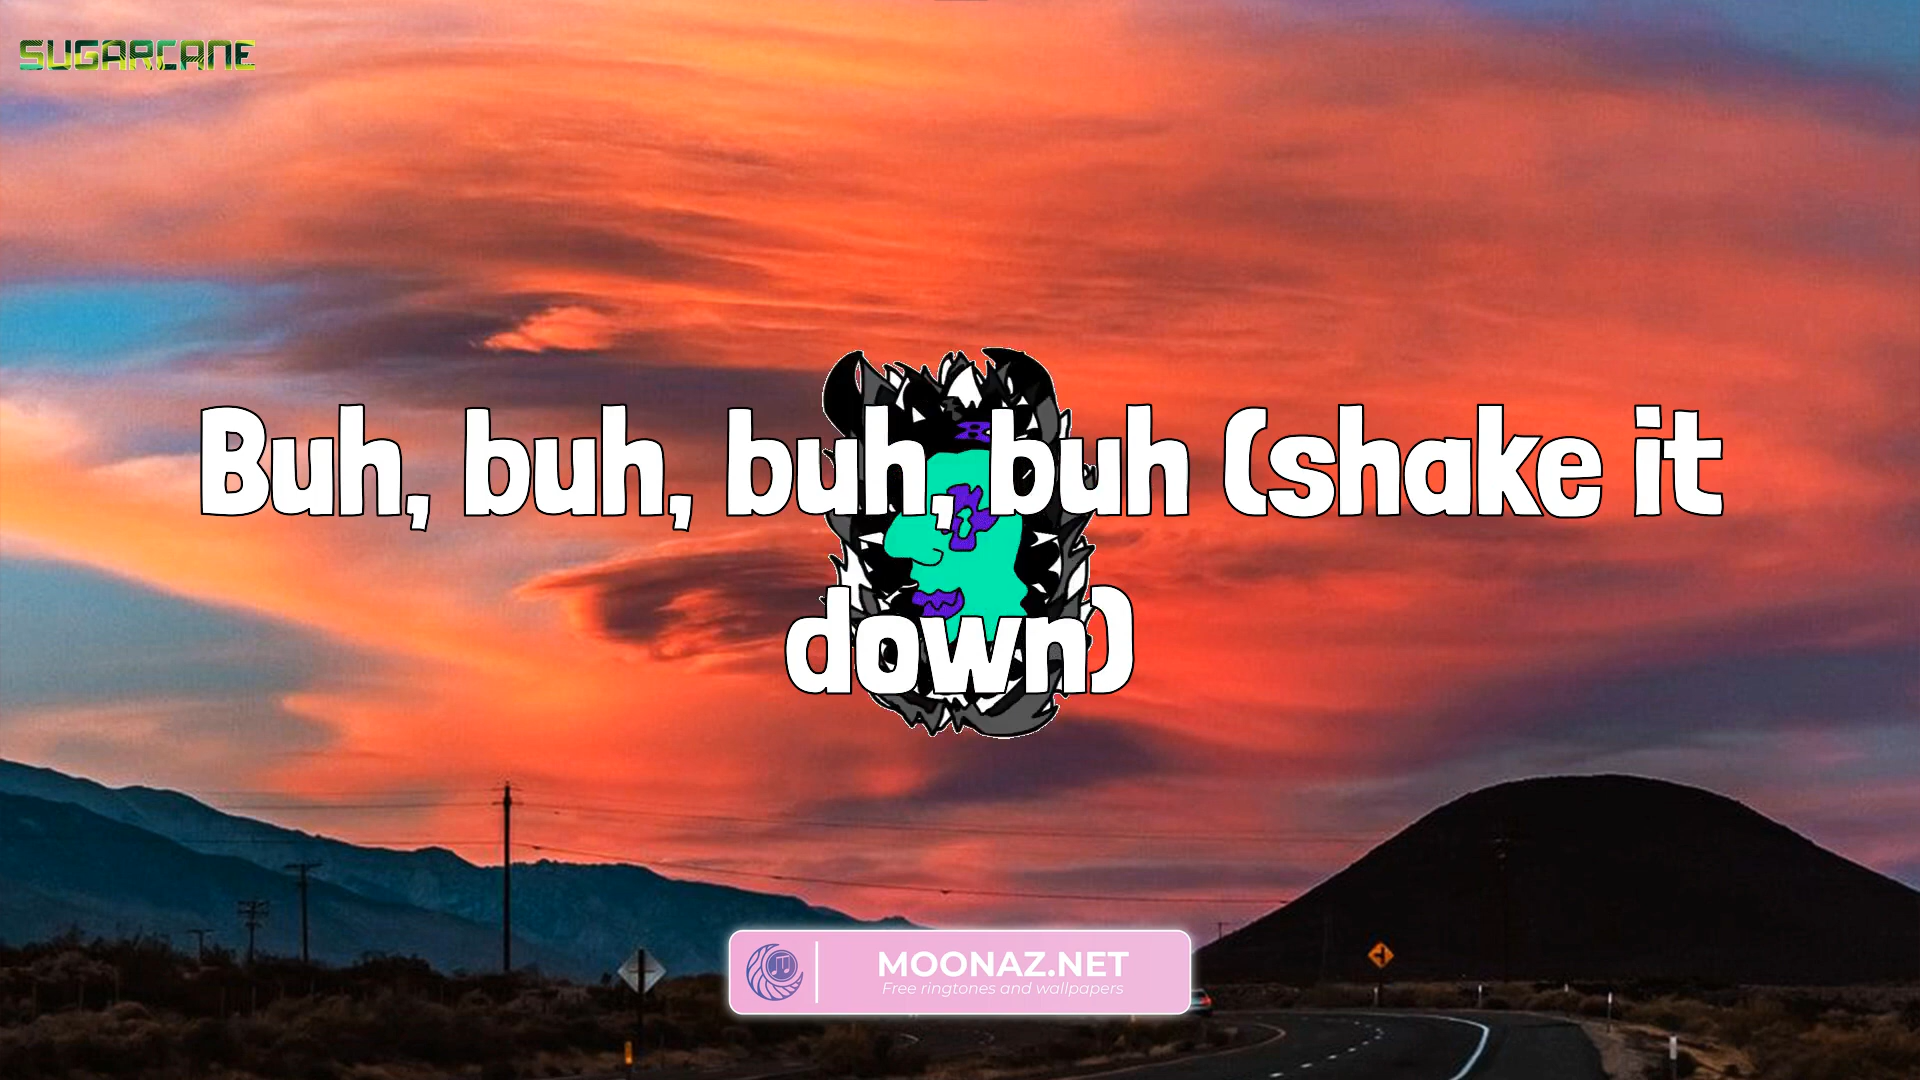 SUGARCANE
Buh, buh, buh, buh (shake it
down)
MOONAZ.NET
Free ringtones and wallpapers